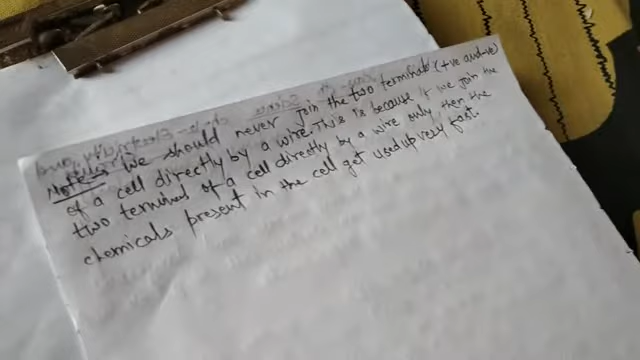 Note:- We should never join the two terminals (+ve and -ve)
of a cell directly by a wire. This is because if we join the
two terminal of a cell directly by a wire only then the
chemicals present in the cell get used up very fast.